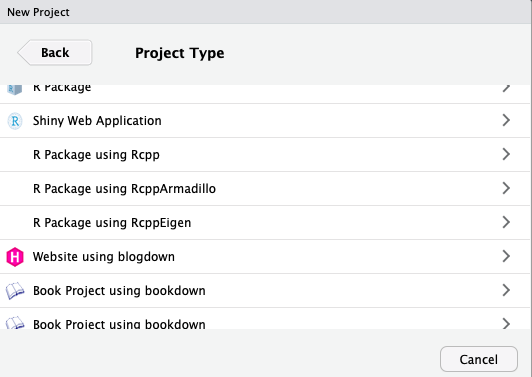 New Project
Back
Project Type
R Package
R Shiny Web Application
R Package using Rcpp
R Package using RcppArmadillo
R Package using RcppEigen
H Website using blogdown
Book Project using bookdown
Book Project using bookdown
Cancel